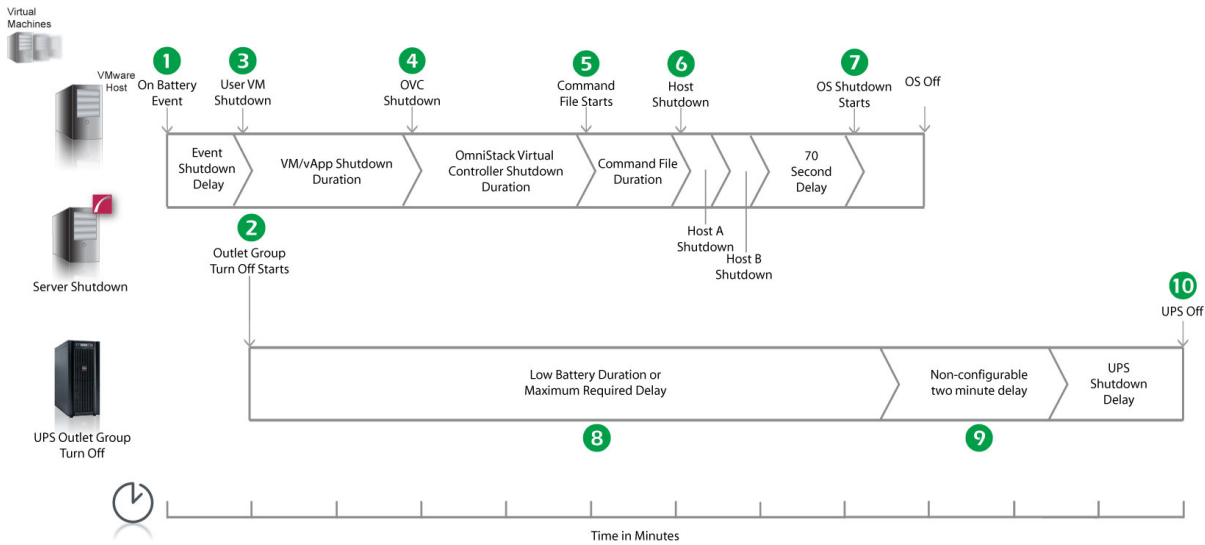 Virtual
Machines
VMware
Host
1
On Battery
Event
3
User VM
Shutdown
4
OVC
Shutdown
5
Command
File Starts
6
Host
Shutdown
7
OS Shutdown
Starts
OS Off
Event
Shutdown
Delay
VM/vApp Shutdown
Duration
OmniStack Virtual
Controller Shutdown
Duration
Command File
Duration
70
Second
Delay
Host A
Shutdown
Host B
Shutdown
Server Shutdown
2
Outlet Group
Turn Off Starts
10
UPS Off
Low Battery Duration or
Maximum Required Delay
Non-configurable
two minute delay
UPS
Shutdown
Delay
8
9
UPS Outlet Group
Turn Off
Time in Minutes